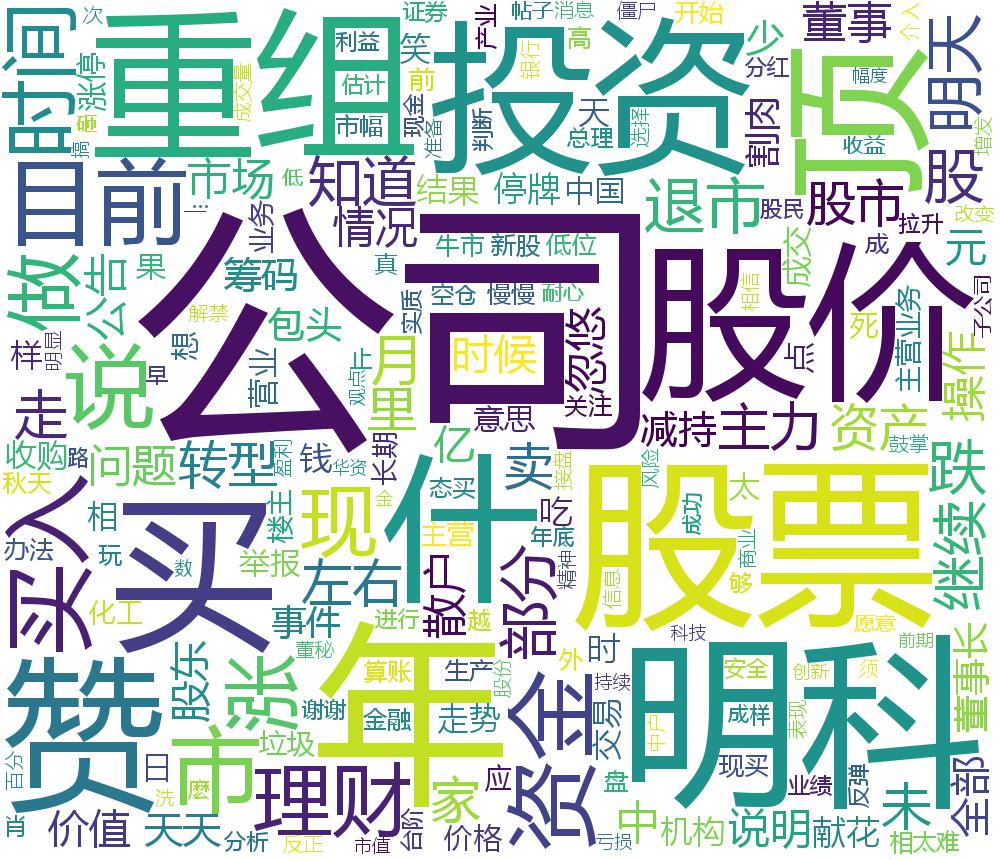 次
目时间
涨停
重组
投资
利益
估计
市幅
证券
笑
前
现金
成交量
帖子
消息
产业
银行
天
准备
判断
总理
僵尸
开始
高
少
选择
董事
分红
割肉
顶
幅度
收益
介入
明天
增发
搞
目前
市场
低
知道
情况
业务
结果
停牌
中国
退市
股民
股市
股
拉升
改变
做
公告
果
筹码
包头
解禁
想
公司
真
牛市
新股
低位
空仓
慢慢
耐心
实质
时候
忽悠
关注
股价
相信
成交
成
元
死
点
主营业务
子公司
样
明显
说
早
营业
止
观点
月
里
意思
减持
主力
资产
操作
鼓掌
走
收购
路
秋天
问题
转型
楼主
盈利
钱
华资
长期
亿
态买
卖
吃
接盘
风险
太
成功
商业
跌
继续
买入
相
办法
玩
化工
数
买
举报
现
金
左右
事件
什
主营
年底
精神
部分
股票
信息
够
愿意
前期
散户
进行
越
科技
赞
股东
涨
董秘
谢谢
年
算账
金融
生产
走势
股份
外
时
资金
持续
交易
明科
安全
成样
现买
创新
须
表现
业绩
反弹
中户
董事长
全部
百分
肖
日
洗
麽
市
垃圾
理财
台阶
家
应
盘
价值
天天
分析
反正
市值
价格
亏损
中
机构
说明
献花
未
相太难